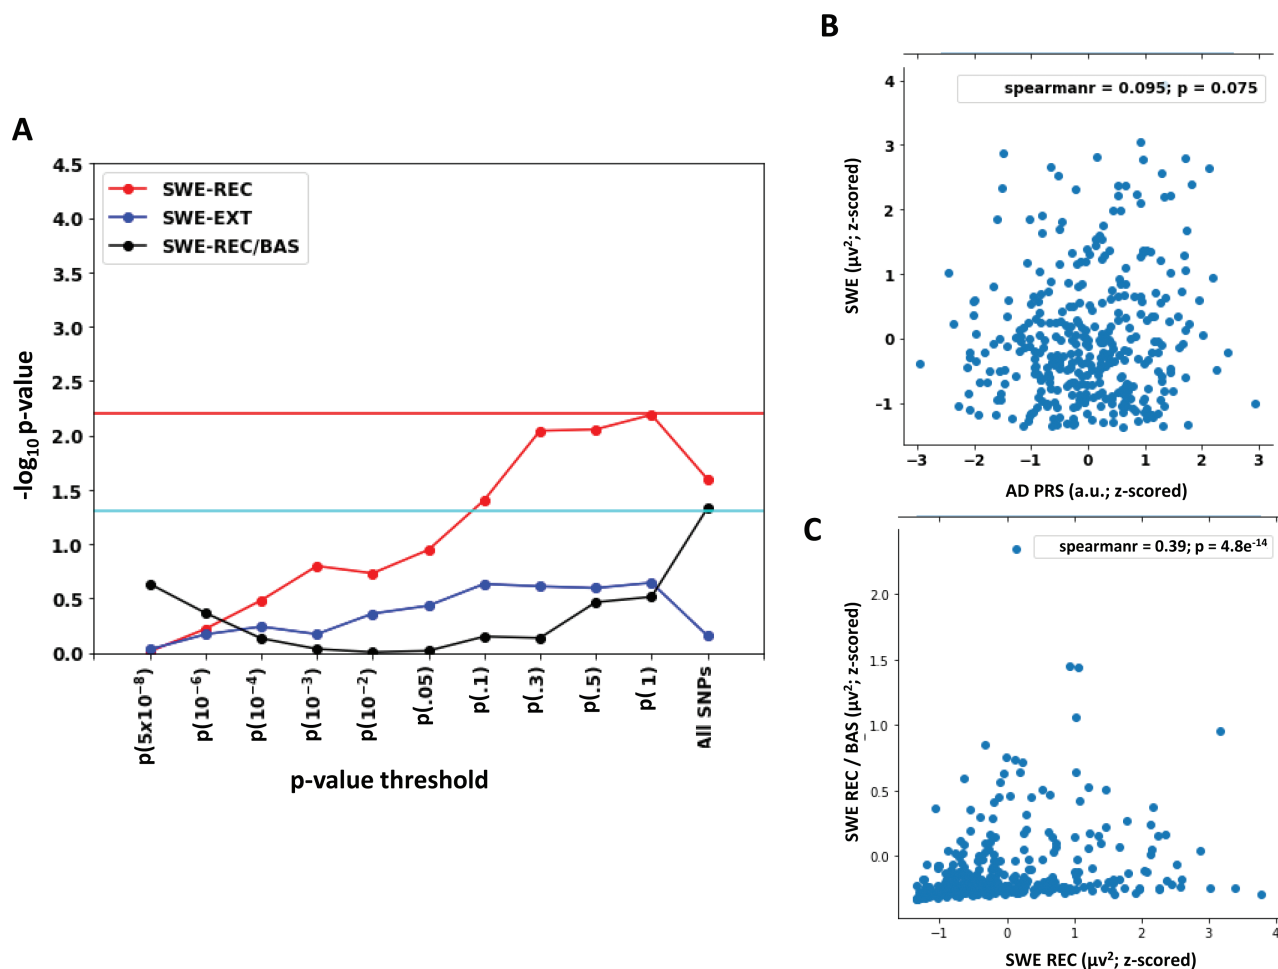 A
4.5
4.0
3.5
3.0
2.5
2.0
1.5
1.0
0.5
0.0
-log10 p-value
SWE-REC
SWE-EXT
SWE-REC/BAS
p(5x10-8)
p(10-6)
p(10-4)
p(10-3)
p(10-2)
p(.05)
p(.1)
p(.3)
p(.5)
p( 1)
All SNPs
p-value threshold
B
spearmanr = 0.095; p = 0.075
4
3
2
1
0
−1
SWE (µv²; z-scored)
−3 −2 −1 0 1 2 3
AD PRS (a.u.; z-scored)
C
spearmanr = 0.39; p = 4.8e-14
2.0
1.5
1.0
0.5
0.0
SWE REC / BAS (µv²; z-scored)
−1 0 1 2 3 4
SWE REC (µv²; z-scored)